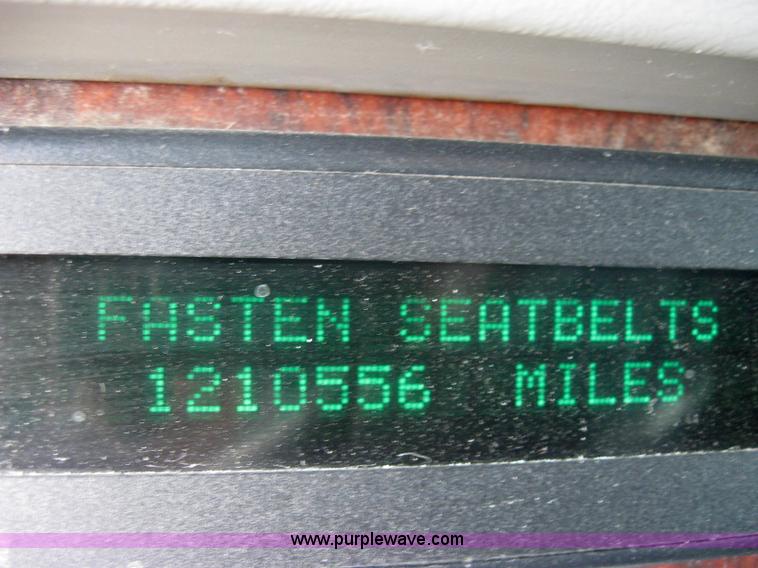 FASTEN SEATBELTS
1210556 MILES
www.purplewave.com